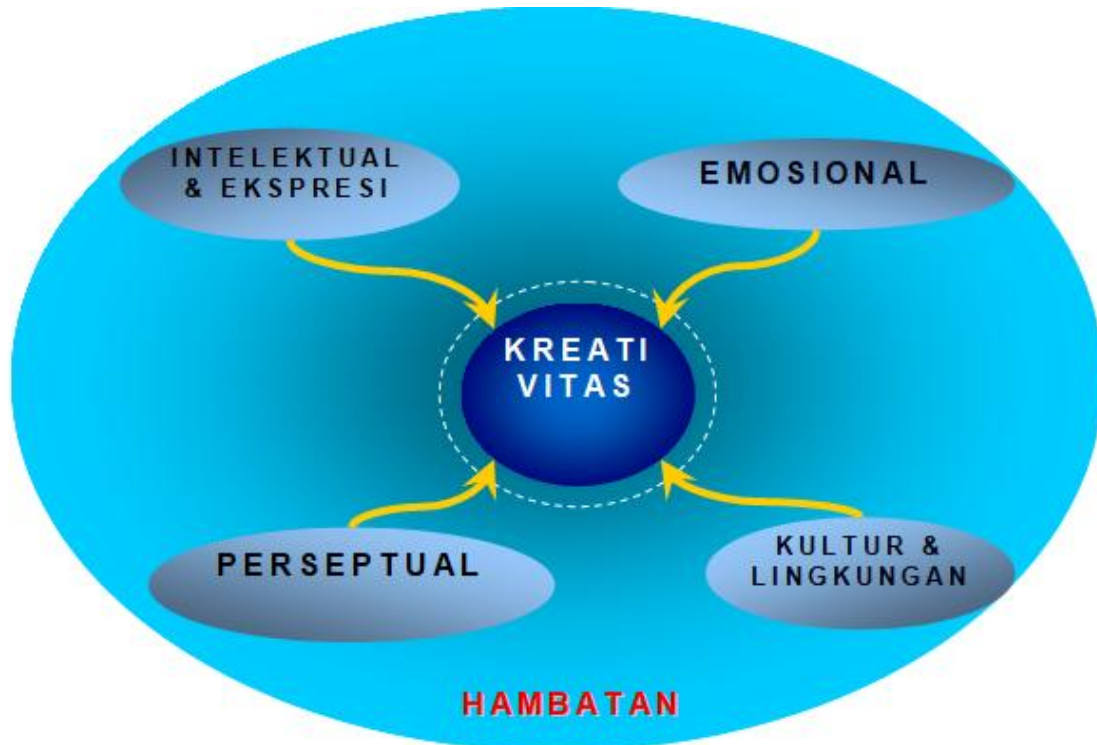 INTELEKTUAL
& EKSPRESI
EMOSIONAL
KREATI
VITAS
PERSEPTUAL
KULTUR &
LINGKUNGAN
HAMBATAN